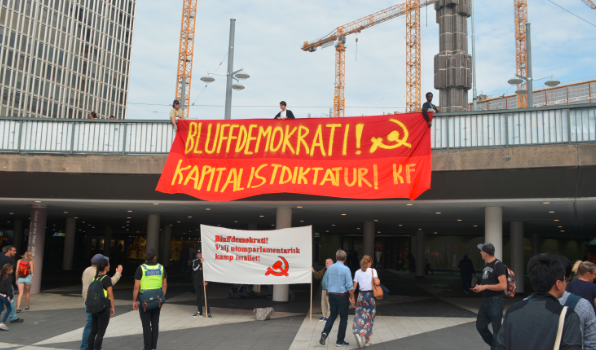 BLUFFDEMOKRATI!
KAPITALISTDIKTATUR! KF
Bluffdemokrati!
Välj utomparlamentarisk
kamp istället!